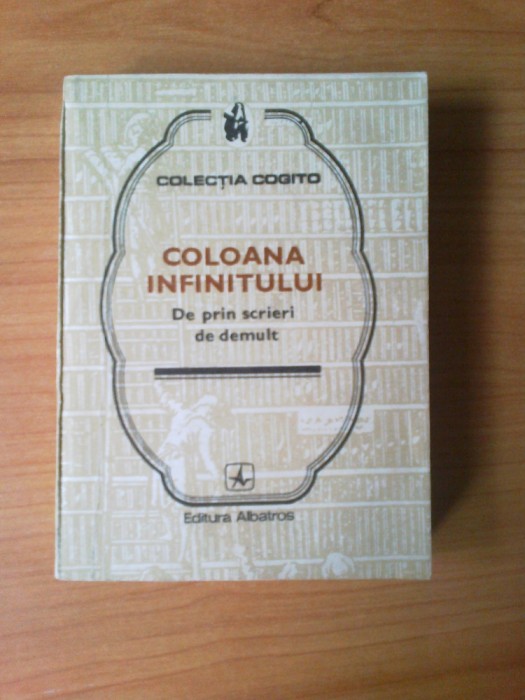 COLECȚIA COGITO
COLOANA
INFINITULUI
De prin scrieri
de demult
Editura Albatros